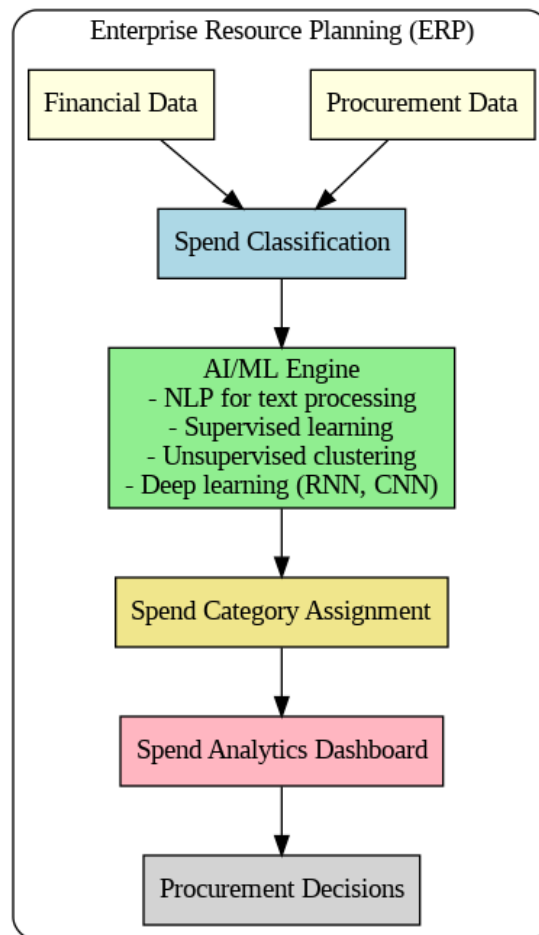 Enterprise Resource Planning (ERP)
Financial Data
Procurement Data
Spend Classification
AI/ML Engine
- NLP for text processing
- Supervised learning
- Unsupervised clustering
- Deep learning (RNN, CNN)
Spend Category Assignment
Spend Analytics Dashboard
Procurement Decisions